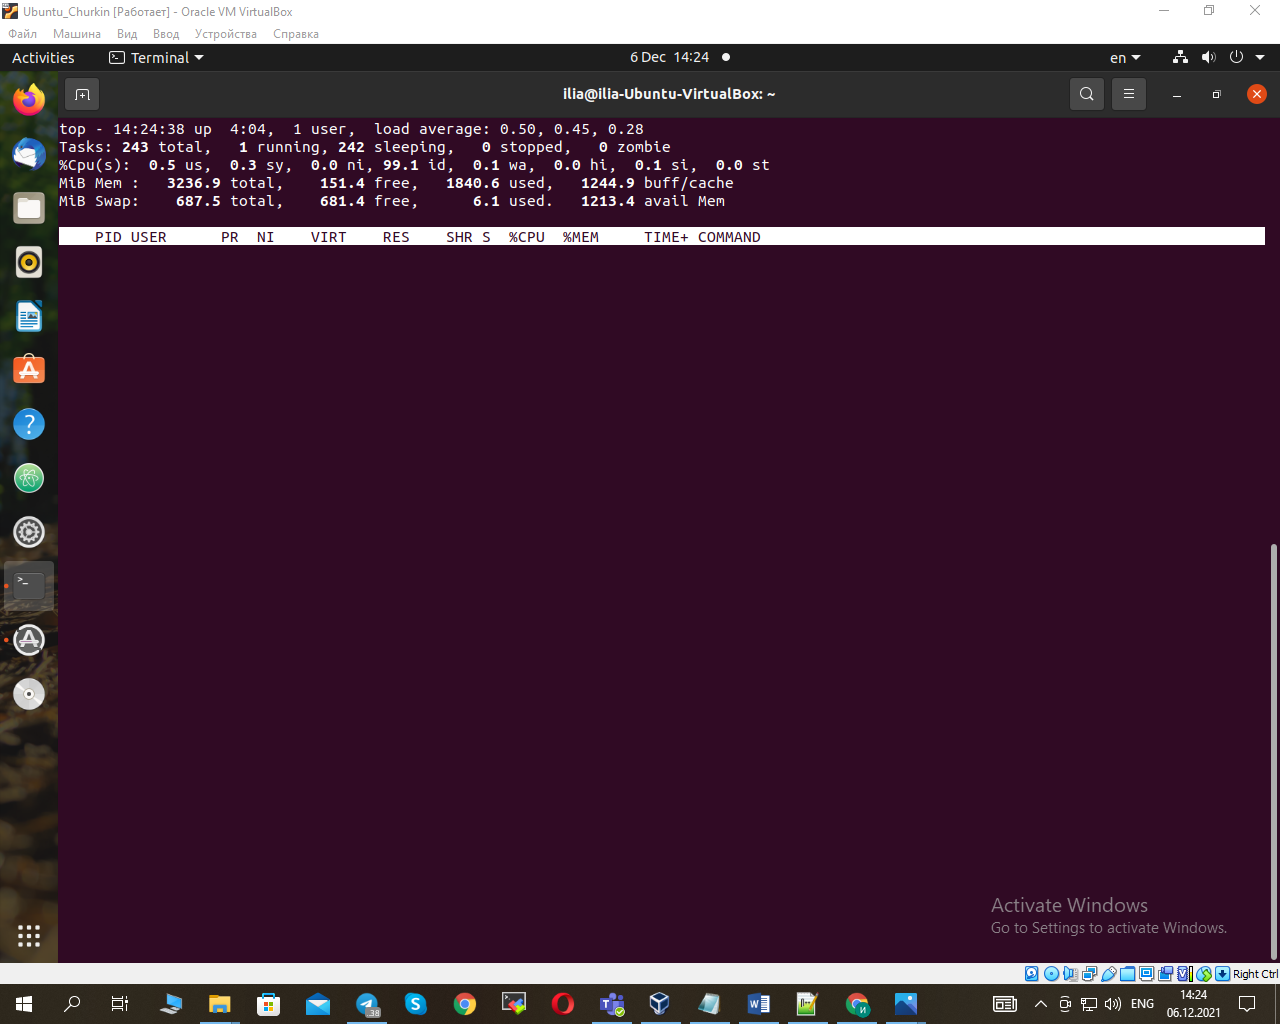 Ubuntu_Churkin [Работает] - Oracle VM VirtualBox
Файл Машина Вид Ввод Устройства Справка
Activities Terminal 6 Dec 14:24 en
ilia@ilia-Ubuntu-VirtualBox: ~
top - 14:24:38 up  4:04,  1 user,  load average: 0.50, 0.45, 0.28
Tasks: 243 total,   1 running, 242 sleeping,   0 stopped,   0 zombie
%Cpu(s):  0.5 us,  0.3 sy,  0.0 ni, 99.1 id,  0.1 wa,  0.0 hi,  0.1 si,  0.0 st
MiB Mem :   3236.9 total,    151.4 free,   1840.6 used,   1244.9 buff/cache
MiB Swap:    687.5 total,    681.4 free,      6.1 used.   1213.4 avail Mem
PID USER      PR  NI    VIRT    RES    SHR S  %CPU  %MEM     TIME+ COMMAND
Activate Windows
Go to Settings to activate Windows.
Right Ctrl
.38
ENG
14:24
06.12.2021